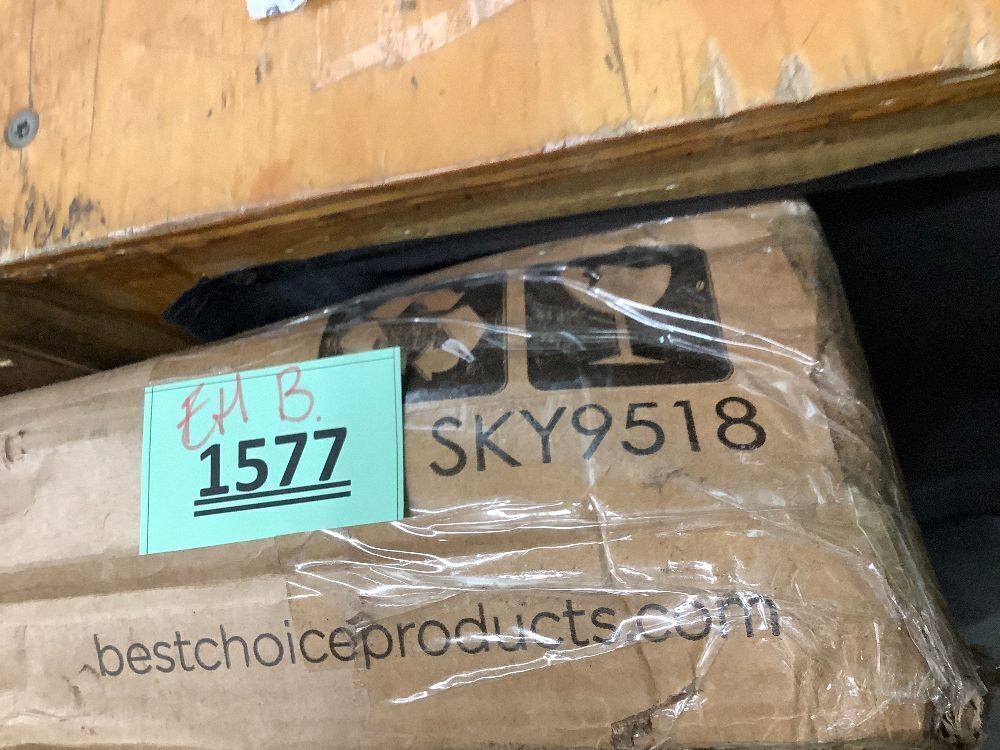 EH B.
1577
SKY9518
bestchoiceproducts.com